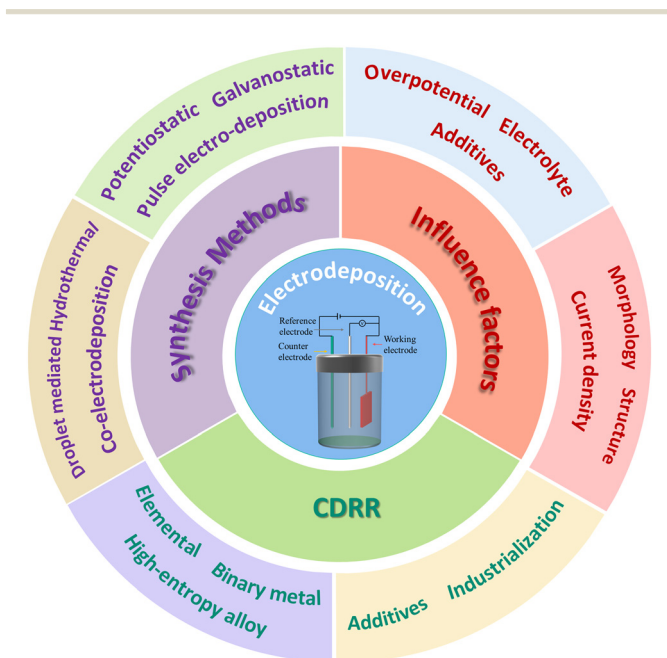 Potentiostatic Galvanostatic
Pulse electro-deposition
Overpotential Electrolyte
Additives
Synthesis Methods
Influence factors
Droplet mediated Hydrothermal
Co-electrodeposition
Electrodeposition
Reference
electrode
Counter
electrode
Working
electrode
Morphology Structure
Current density
CDRR
Elemental Binary metal
High-entropy alloy
Additives Industrialization